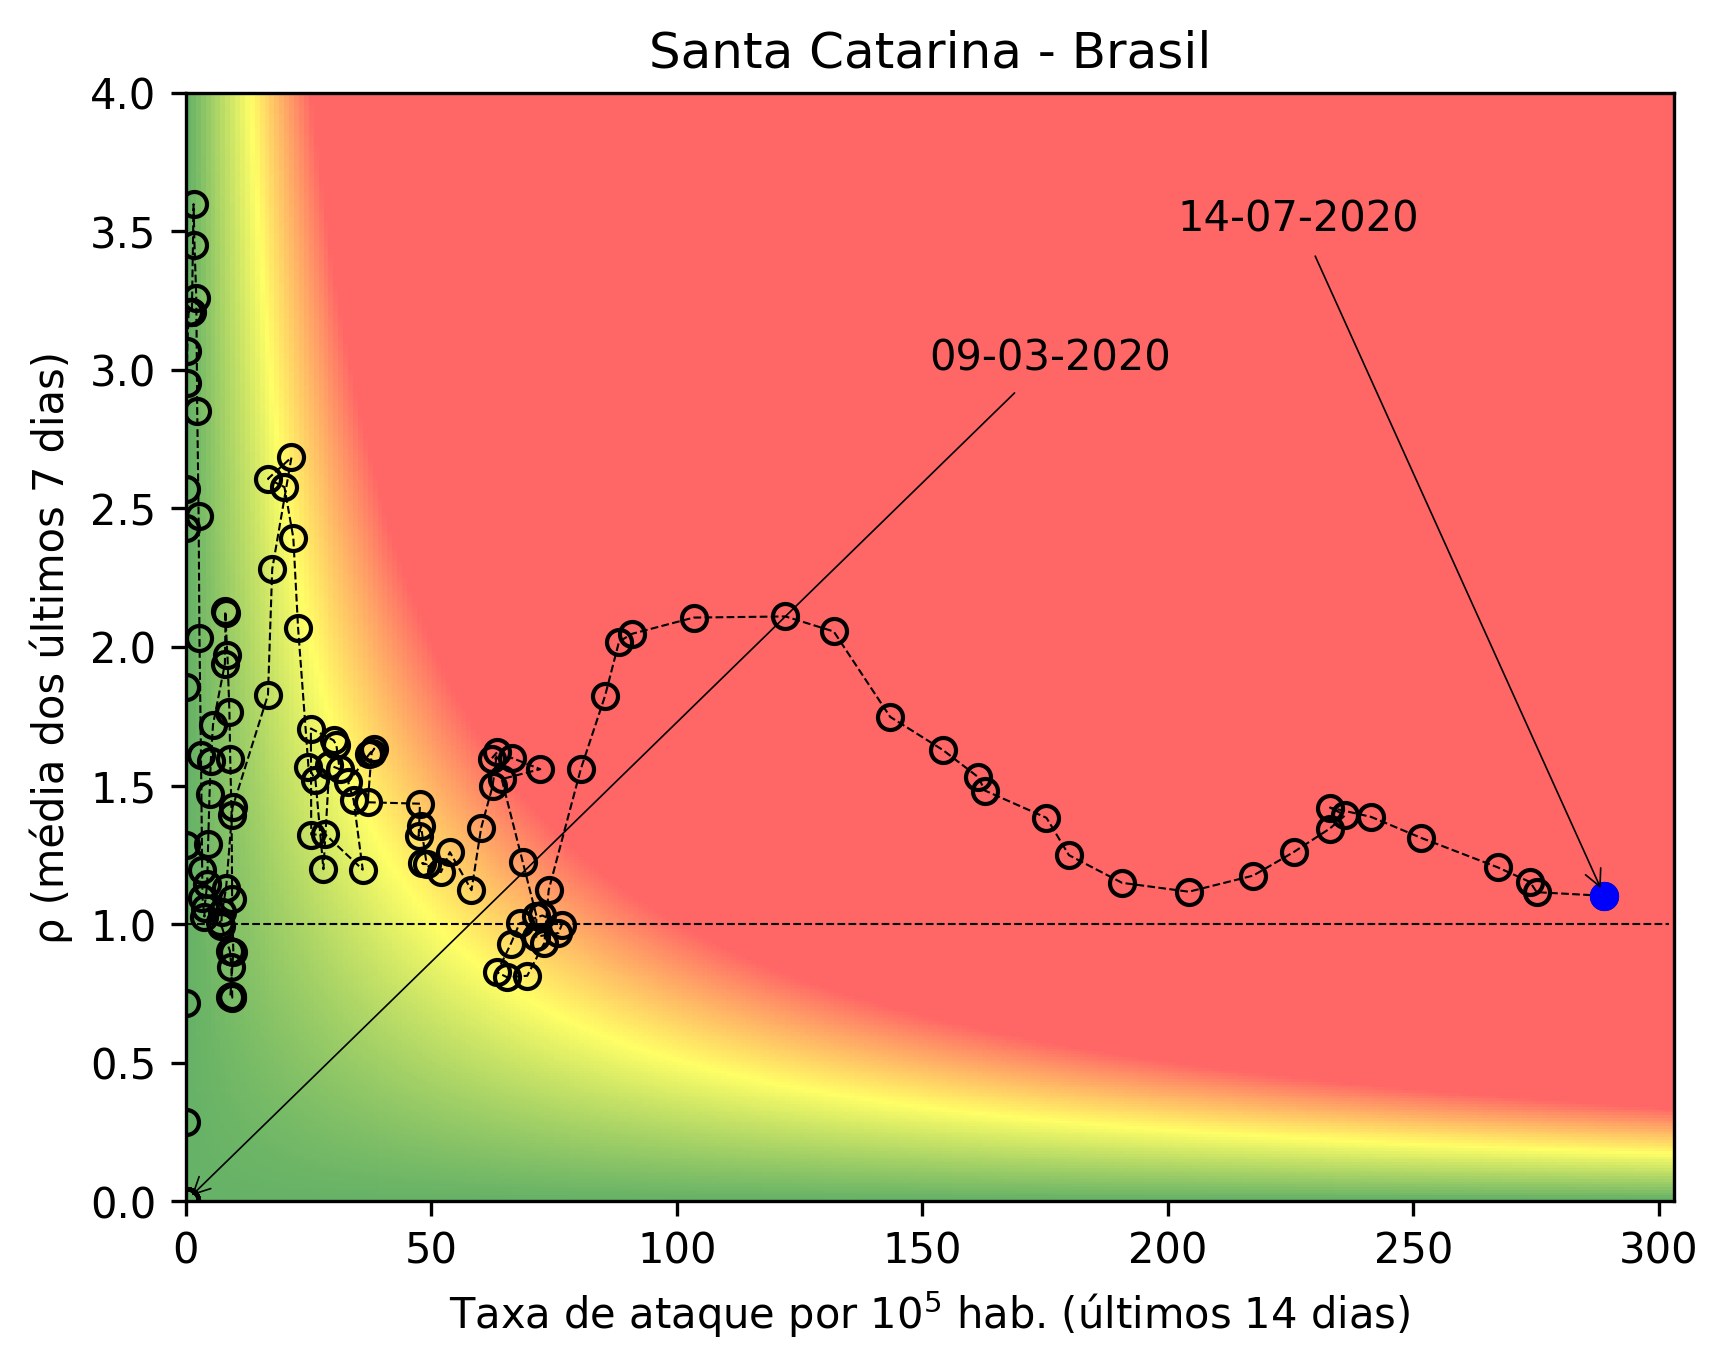 Santa Catarina - Brasil
4.0
3.5
3.0
2.5
2.0
1.5
1.0
0.5
0.0
ρ (média dos últimos 7 dias)
14-07-2020
09-03-2020
0 50 100 150 200 250 300
Taxa de ataque por 10⁵ hab. (últimos 14 dias)